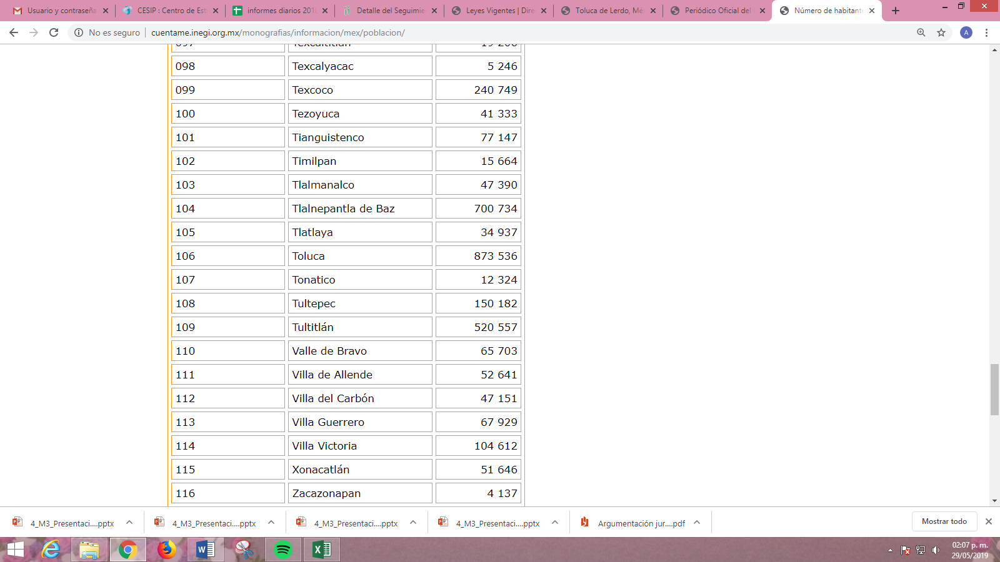 Usuario y contraseña
CESIP : Centro de Est
informes diarios 201
Detalle del Seguimie
Leyes Vigentes | Dire
Toluca de Lerdo, Mé
Periódico Oficial del
Número de habitante
No es seguro
cuentame.inegi.org.mx/monografias/informacion/mex/poblacion/
A
097 Texcaltitlán
098 Texcalyacac 5 246
099 Texcoco 240 749
100 Tezoyuca 41 333
101 Tianguistenco 77 147
102 Timilpan 15 664
103 Tlalmanalco 47 390
104 Tlalnepantla de Baz 700 734
105 Tlatlaya 34 937
106 Toluca 873 536
107 Tonatico 12 324
108 Tultepec 150 182
109 Tultitlán 520 557
110 Valle de Bravo 65 703
111 Villa de Allende 52 641
112 Villa del Carbón 47 151
113 Villa Guerrero 67 929
114 Villa Victoria 104 612
115 Xonacatlán 51 646
116 Zacazonapan 4 137
4_M3_Presentaci....pptx
4_M3_Presentaci....pptx
4_M3_Presentaci....pptx
4_M3_Presentaci....pptx
Argumentación jur....pdf
Mostrar todo
02:07 p. m.
29/05/2019